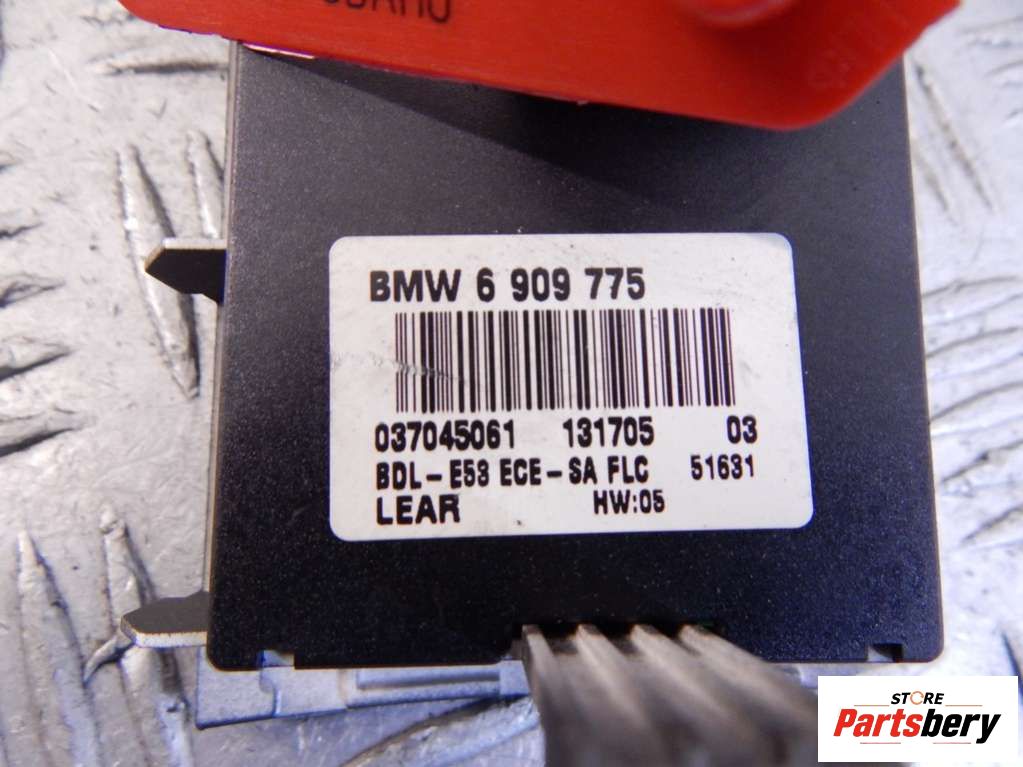 BMW 6 909 775
037045061 131705 03
BDL-E53 ECE-SA FLC 51631
LEAR HW:05
STORE
Partsbery